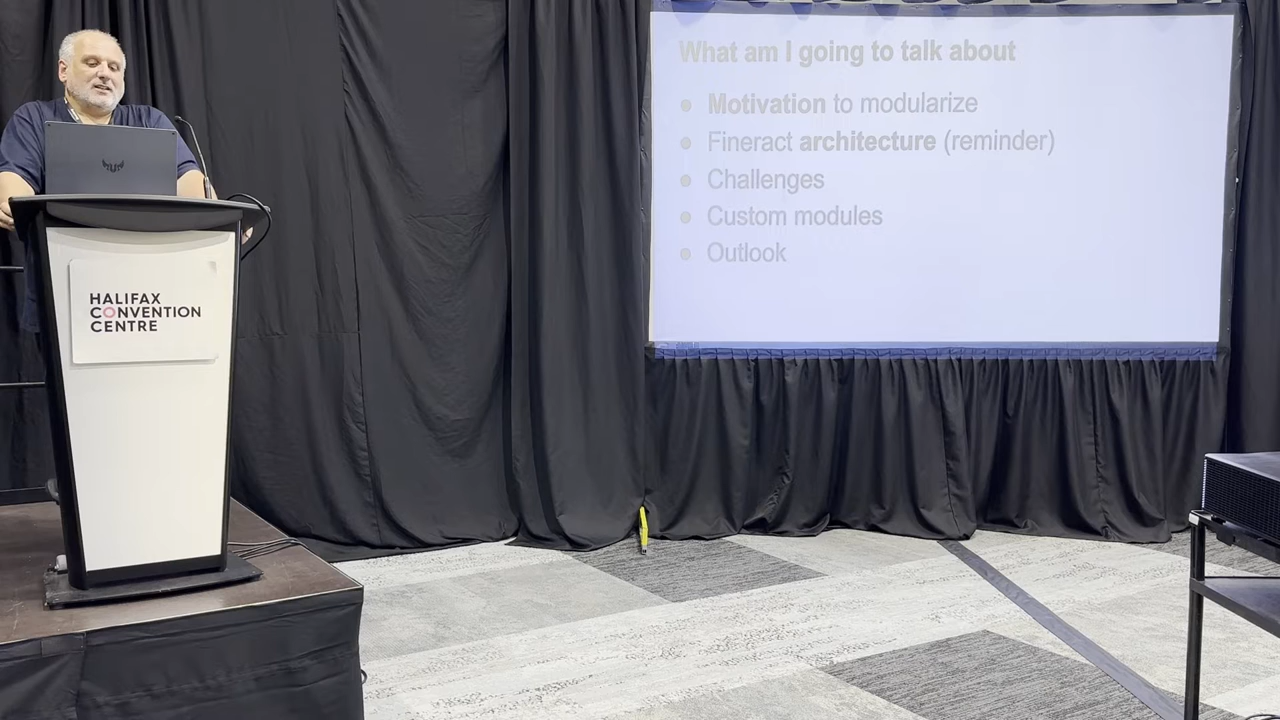 What am I going to talk about
Motivation to modularize
Fineract architecture (reminder)
Challenges
Custom modules
Outlook
HALIFAX
CONVENTION
CENTRE